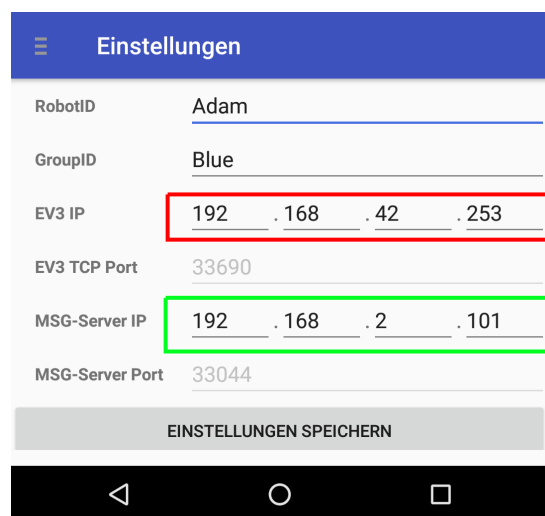 Einstellungen
RobotID Adam
GroupID Blue
EV3 IP 192 . 168 . 42 . 253
EV3 TCP Port 33690
MSG-Server IP 192 . 168 . 2 . 101
MSG-Server Port 33044
EINSTELLUNGEN SPEICHERN